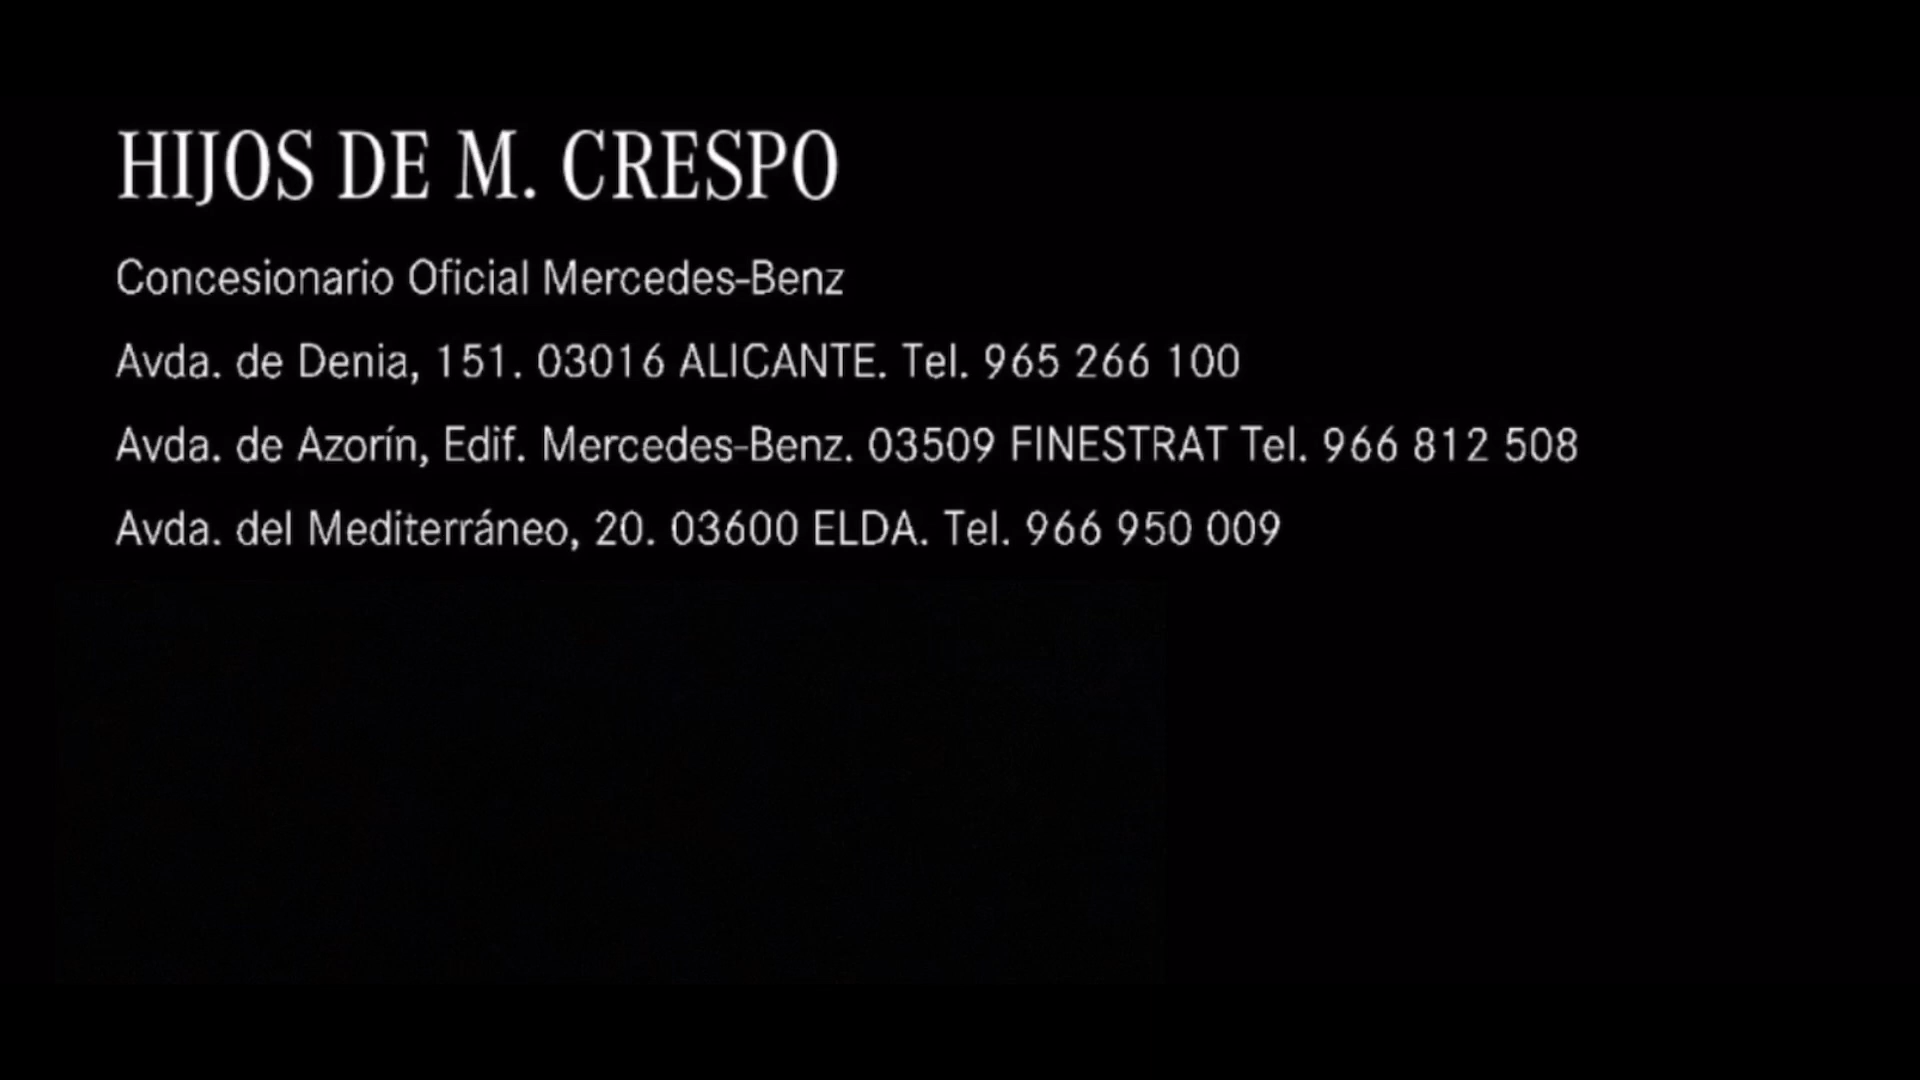 HIJOS DE M. CRESPO
Concesionario Oficial Mercedes-Benz
Avda. de Denia, 151. 03016 ALICANTE. Tel. 965 266 100
Avda. de Azorín, Edif. Mercedes-Benz. 03509 FINESTRAT Tel. 966 812 508
Avda. del Mediterráneo, 20. 03600 ELDA. Tel. 966 950 009